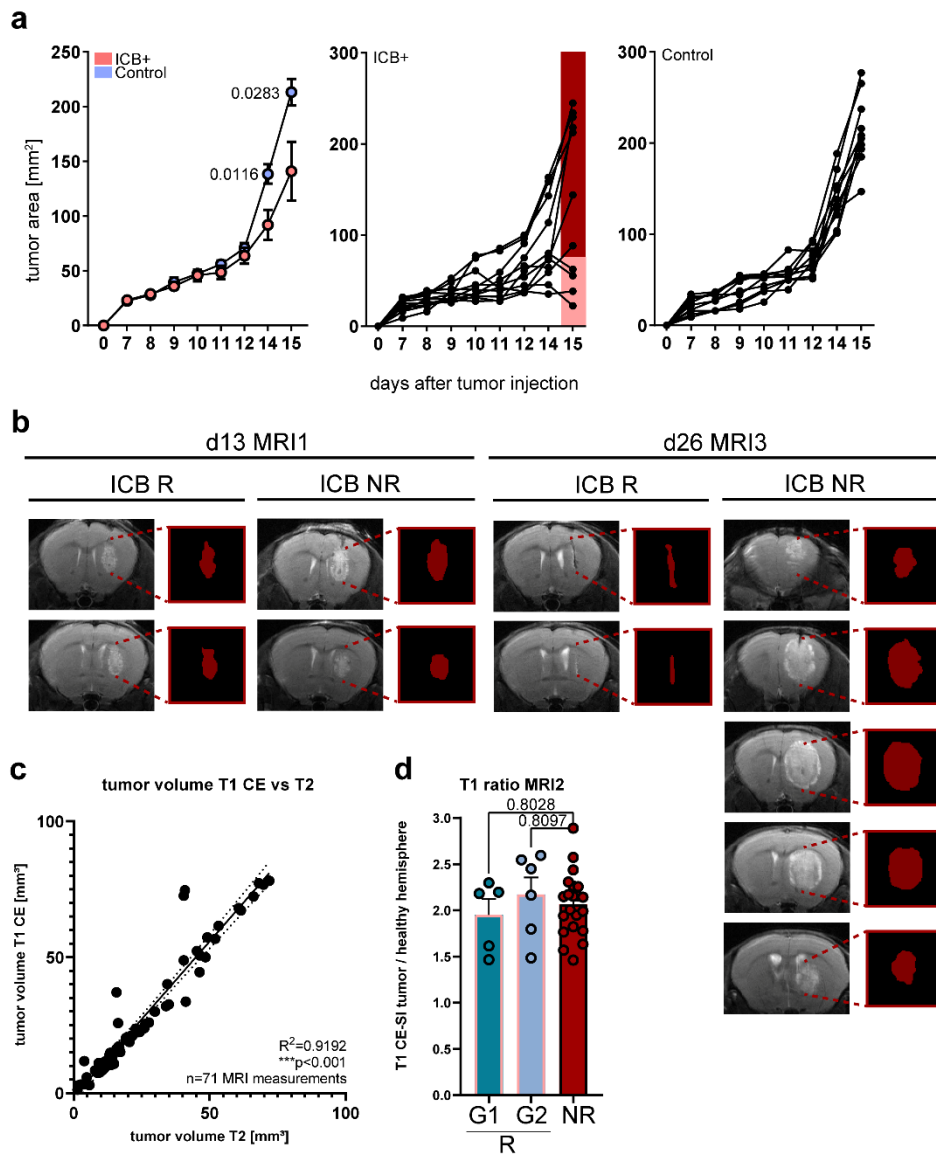 a
250
200
150
100
50
0
ICB+
Control
0.0283
0.0116
tumor area [mm²]
0 7 8 9 10 11 12 14 15
300
200
100
0
ICB+
0 7 8 9 10 11 12 14 15
300
200
100
0
Control
0 7 8 9 10 11 12 14 15
days after tumor injection
b
d13 MRI1
d26 MRI3
ICB R
ICB NR
ICB R
ICB NR
c
tumor volume T1 CE vs T2
tumor volume T1 CE [mm³]
100
50
0
R²=0.9192
***p<0.001
n=71 MRI measurements
0 50 100
tumor volume T2 [mm³]
d
T1 ratio MRI2
0.8028
0.8097
T1 CE-SI tumor / healthy hemisphere
3.0
2.5
2.0
1.5
1.0
0.5
0.0
G1 G2 NR
R